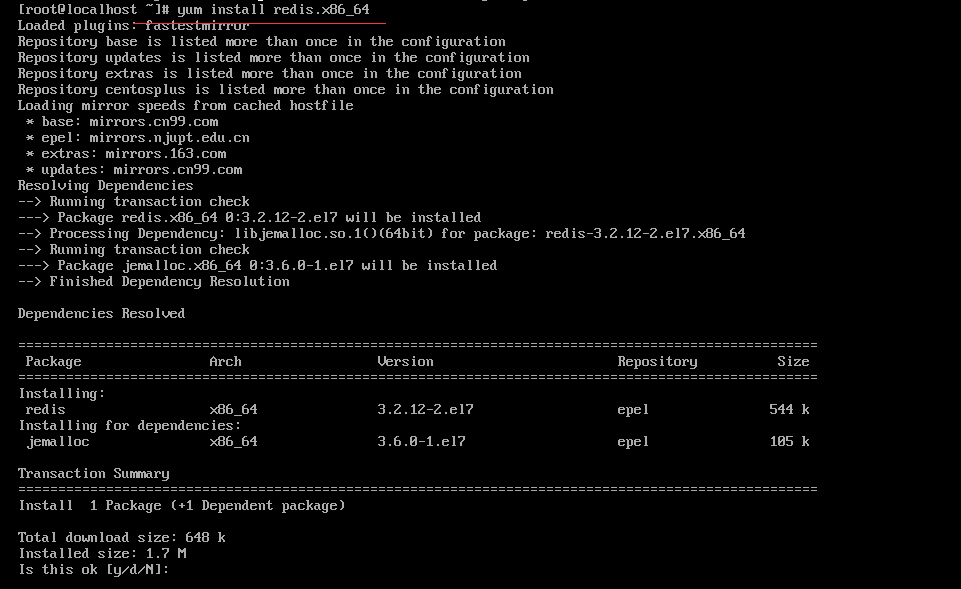 [root@localhost ~]# yum install redis.x86_64
Loaded plugins: fastestmirror
Repository base is listed more than once in the configuration
Repository updates is listed more than once in the configuration
Repository extras is listed more than once in the configuration
Repository centosplus is listed more than once in the configuration
Loading mirror speeds from cached hostfile
 * base: mirrors.cn99.com
 * epel: mirrors.njupt.edu.cn
 * extras: mirrors.163.com
 * updates: mirrors.cn99.com
Resolving Dependencies
--> Running transaction check
---> Package redis.x86_64 0:3.2.12-2.el7 will be installed
--> Processing Dependency: libjemalloc.so.1()(64bit) for package: redis-3.2.12-2.el7.x86_64
--> Running transaction check
---> Package jemalloc.x86_64 0:3.6.0-1.el7 will be installed
--> Finished Dependency Resolution

Dependencies Resolved

====================================================================================================
 Package                Arch                 Version                       Repository          Size
====================================================================================================
Installing:
 redis                  x86_64               3.2.12-2.el7                  epel               544 k
Installing for dependencies:
 jemalloc               x86_64               3.6.0-1.el7                   epel               105 k

Transaction Summary
====================================================================================================
Install  1 Package (+1 Dependent package)

Total download size: 648 k
Installed size: 1.7 M
Is this ok [y/d/N]: